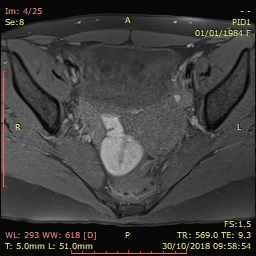 Im: 4/25
Se:8
A
- -
PID1
01/01/1984 F
R
L
FS:1.5
WL: 293 WW: 618 [D]
P
TR: 569.0 TE: 9.3
T: 5.0mm L: 51.0mm
30/10/2018 09:58:54